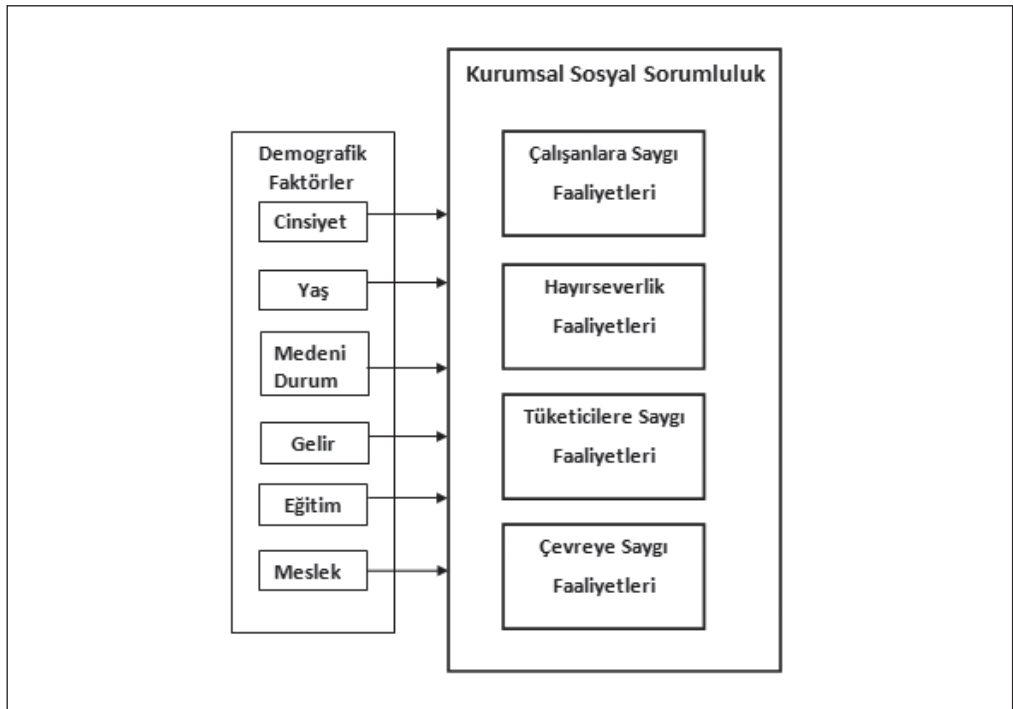 Kurumsal Sosyal Sorumluluk
Demografik
Faktörler
Cinsiyet
Yaş
Medeni
Durum
Gelir
Eğitim
Meslek
Çalışanlara Saygı
Faaliyetleri
Hayırseverlik
Faaliyetleri
Tüketicilere Saygı
Faaliyetleri
Çevreye Saygı
Faaliyetleri